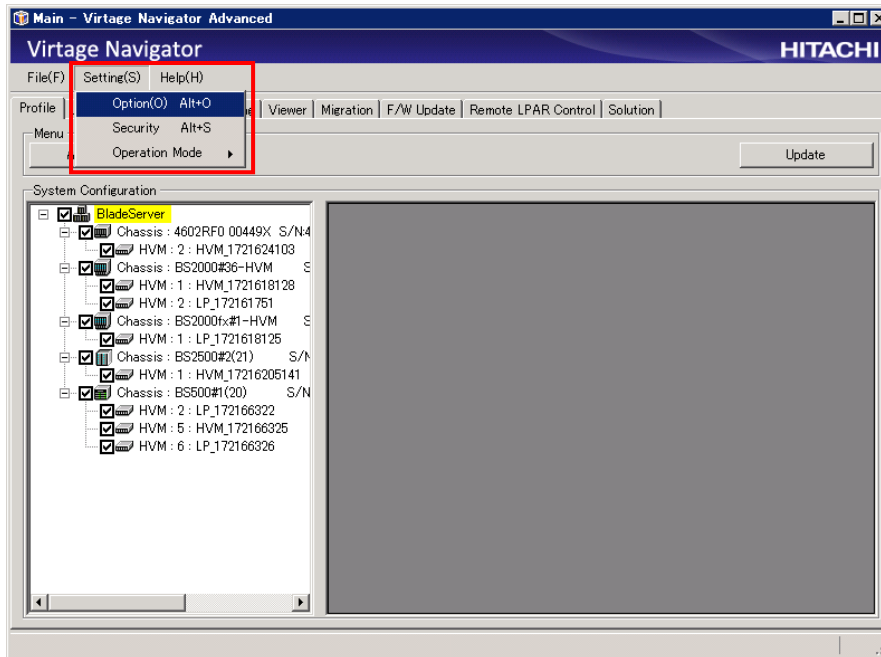 Main - Virtage Navigator Advanced
Virtage Navigator
HITACHI
File(F) Setting(S) Help(H)
Option(O) Alt+O
Security Alt+S
Operation Mode
Profile Viewer Migration F/W Update Remote LPAR Control Solution
Menu
Update
System Configuration
BladeServer
Chassis : 4602RF0 00449X S/N:4
HVM : 2 : HVM_1721624103
Chassis : BS2000#36-HVM S
HVM : 1 : HVM_1721618128
HVM : 2 : LP_172161751
Chassis : BS2000fx#1-HVM S
HVM : 1 : LP_1721618125
Chassis : BS2500#2(21) S/N
HVM : 1 : HVM_17216205141
Chassis : BS500#1(20) S/N
HVM : 2 : LP_172166322
HVM : 5 : HVM_172166325
HVM : 6 : LP_172166326